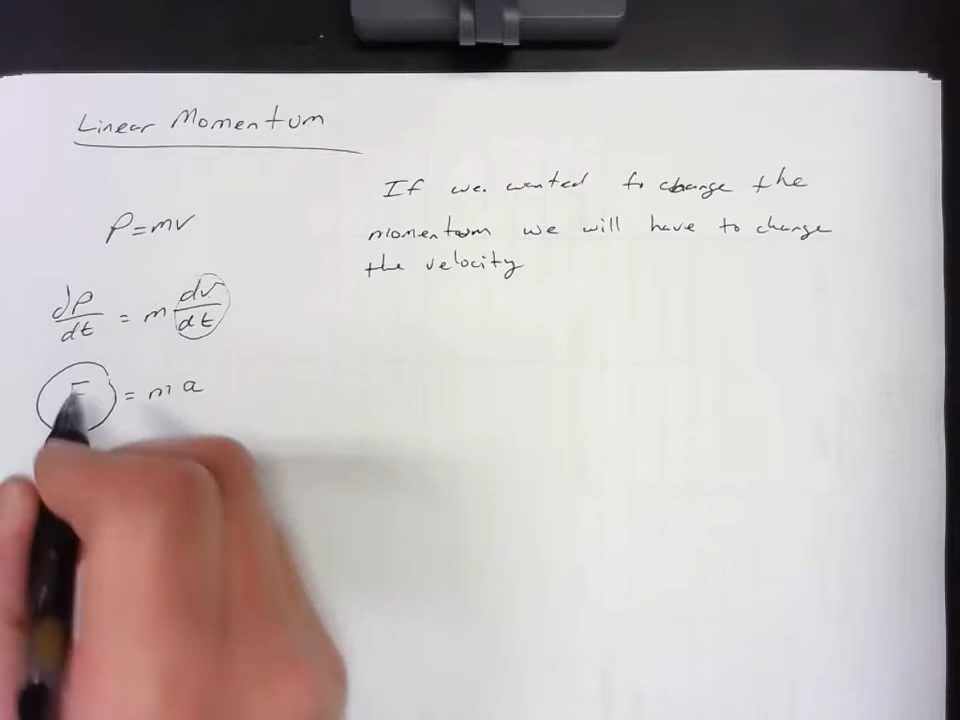 Linear Momentum
If we wanted to change the
momentum we will have to change
the velocity
P=mv
dP/dt = m dv/dt
F = ma